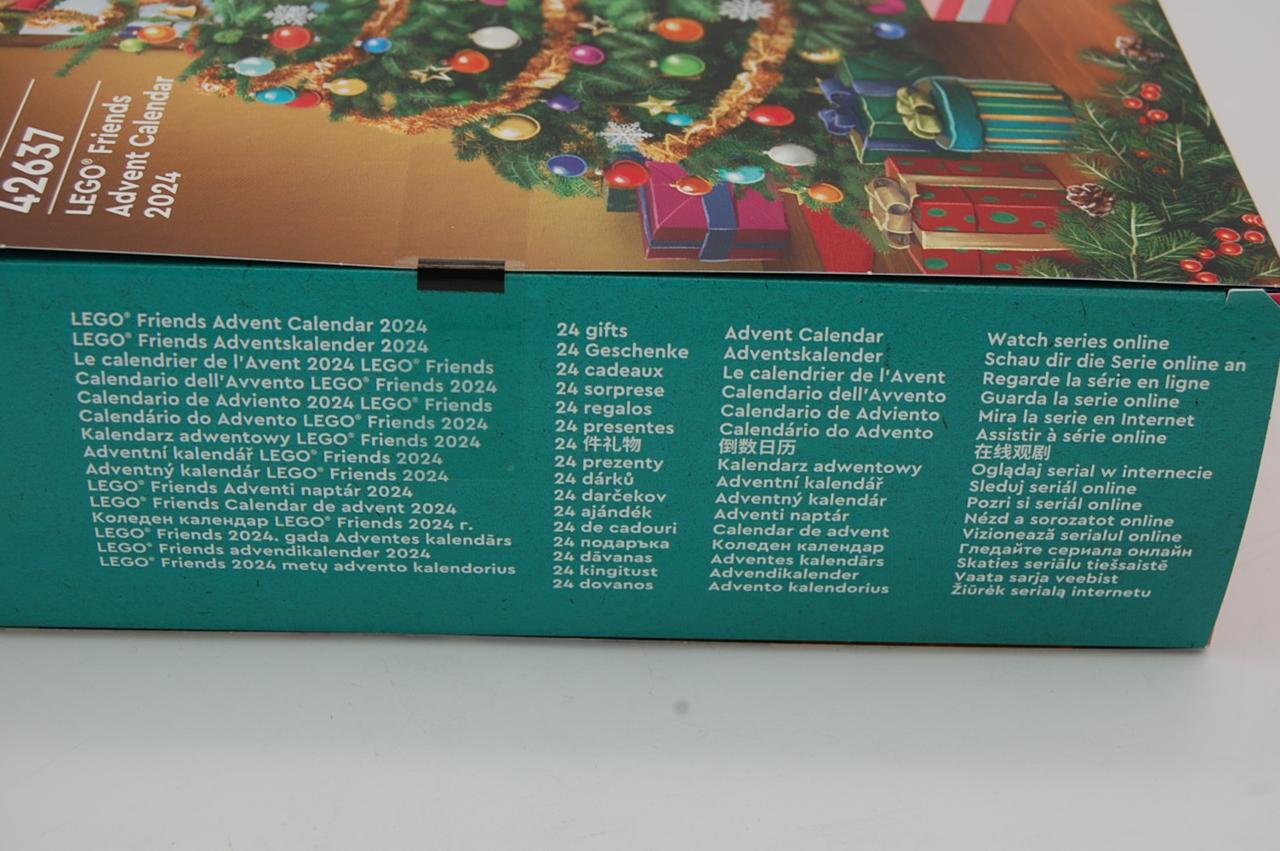 42637
LEGO® Friends
Advent Calendar
2024
LEGO® Friends Advent Calendar 2024
LEGO® Friends Adventskalender 2024
Le calendrier de l'Avent 2024 LEGO® Friends
Calendario dell'Avvento LEGO® Friends 2024
Calendario de Adviento 2024 LEGO® Friends
Calendário do Advento LEGO® Friends 2024
Kalendarz adwentowy LEGO® Friends 2024
Adventní kalendář LEGO® Friends 2024
Adventný kalendár LEGO® Friends 2024
LEGO® Friends Adventi naptár 2024
LEGO® Friends Calendar de advent 2024
Коледен календар LEGO® Friends 2024 г.
LEGO® Friends 2024. gada Adventes kalendārs
LEGO® Friends advendikalender 2024
LEGO® Friends 2024 metų advento kalendorius
24 gifts
24 Geschenke
24 cadeaux
24 sorprese
24 regalos
24 presentes
24 件礼物
24 prezenty
24 dárků
24 darčekov
24 ajándék
24 de cadouri
24 подаръка
24 dāvanas
24 kingitust
24 dovanos
Advent Calendar
Adventskalender
Le calendrier de l'Avent
Calendario dell'Avvento
Calendario de Adviento
Calendário do Advento
倒数日历
Kalendarz adwentowy
Adventní kalendář
Adventný kalendár
Adventi naptár
Calendar de advent
Коледен календар
Adventes kalendārs
Advendikalender
Advento kalendorius
Watch series online
Schau dir die Serie online an
Regarde la série en ligne
Guarda la serie online
Mira la serie en Internet
Assistir à série online
在线观剧
Oglądaj serial w internecie
Sleduj seriál online
Pozri si seriál online
Nézd a sorozatot online
Vizionează serialul online
Гледайте сериала онлайн
Skaties seriālu tiešsaistē
Vaata sarja veebist
Žiūrėk serialą internetu